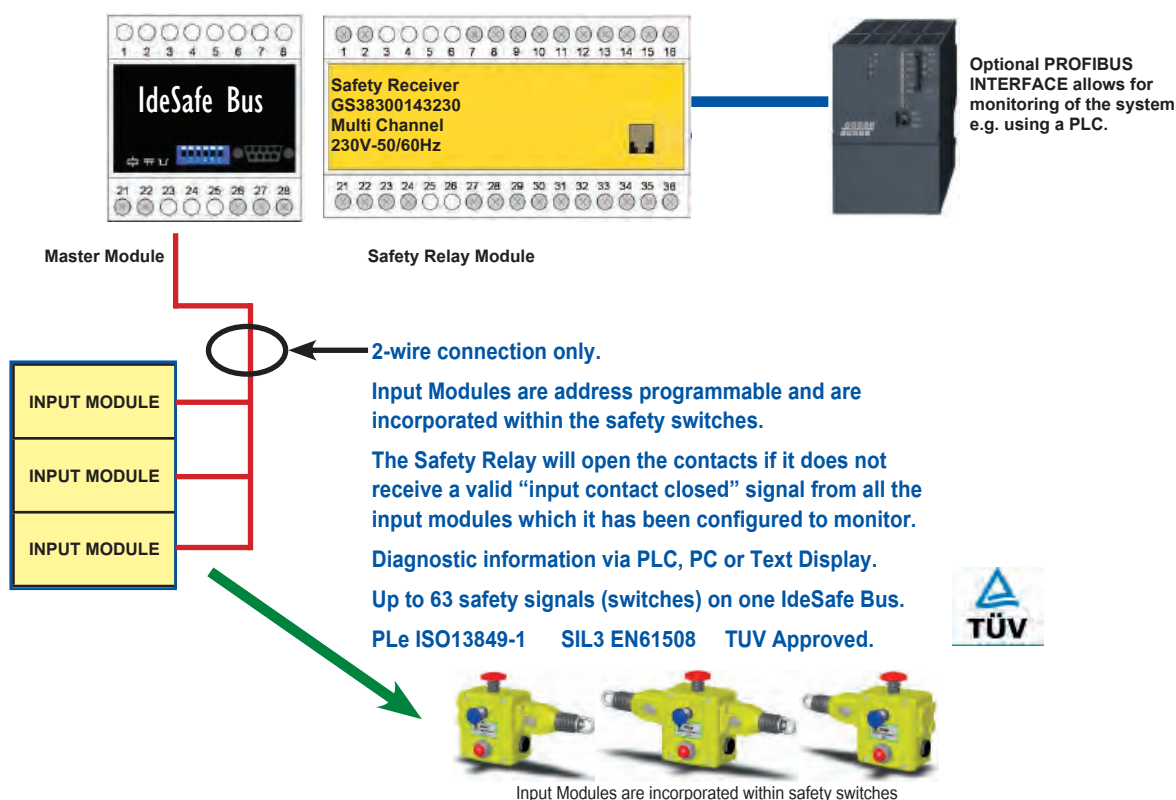 1 2 3 4 5 6 7 8
IdeSafe Bus
21 22 23 24 25 26 27 28
1 2 3 4 5 6 7 8 9 10 11 12 13 14 15 16
Safety Receiver
GS38300143230
Multi Channel
230V-50/60Hz
21 22 23 24 25 26 27 28 29 30 31 32 33 34 35 36
Optional PROFIBUS
INTERFACE allows for
monitoring of the system
e.g. using a PLC.
Master Module
Safety Relay Module
INPUT MODULE
INPUT MODULE
INPUT MODULE
2-wire connection only.
Input Modules are address programmable and are
incorporated within the safety switches.
The Safety Relay will open the contacts if it does not
receive a valid “input contact closed” signal from all the
input modules which it has been configured to monitor.
Diagnostic information via PLC, PC or Text Display.
Up to 63 safety signals (switches) on one IdeSafe Bus.
PLe ISO13849-1 SIL3 EN61508 TUV Approved.
TÜV
Input Modules are incorporated within safety switches